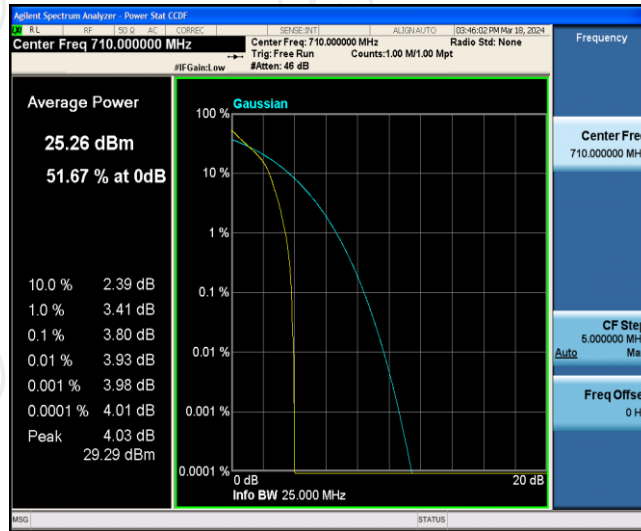 Agilent Spectrum Analyzer - Power Stat CCDF
RL RF 50 Ω AC CORREC SENSE:INT ALIGN AUTO 03:46:02 PM Mar 18, 2024
Center Freq 710.000000 MHz
Center Freq: 710.000000 MHz Radio Std: None
Trig: Free Run Counts:1.00 M/1.00 Mpt
#IFGain:Low #Atten: 46 dB
Frequency
Average Power
25.26 dBm
51.67 % at 0dB
10.0 % 2.39 dB
1.0 % 3.41 dB
0.1 % 3.80 dB
0.01 % 3.93 dB
0.001 % 3.98 dB
0.0001 % 4.01 dB
Peak 4.03 dB
29.29 dBm
Gaussian
100 %
10 %
1 %
0.1 %
0.01 %
0.001 %
0.0001 %
0 dB 20 dB
Info BW 25.000 MHz
Center Fre
710.000000 MH
CF Step
5.000000 MH
Auto Ma
Freq Offse
0 H
MSG STATUS